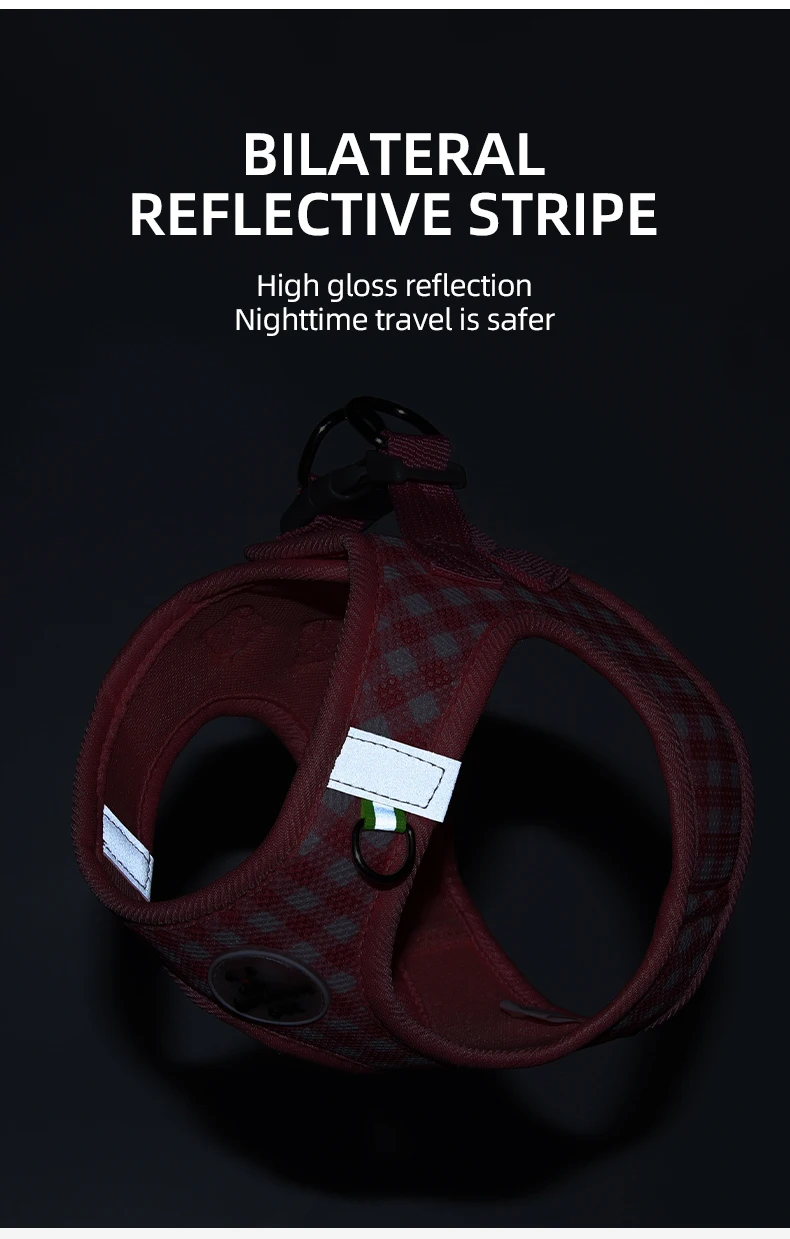 BILATERAL
REFLECTIVE STRIPE
High gloss reflection
Nighttime travel is safer